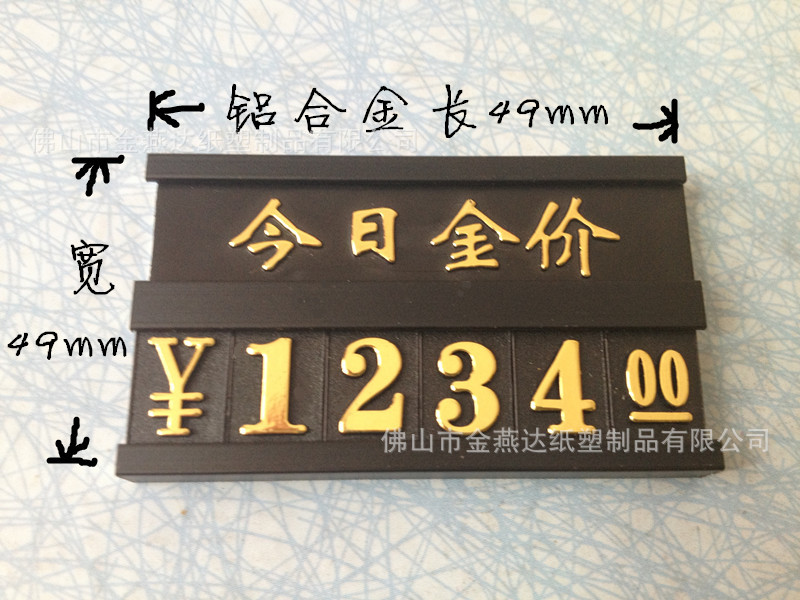 铝合金长49mm
佛山市金燕达纸塑制品有限公司
今日金价
宽
49mm
¥123400
佛山市金燕达纸塑制品有限公司